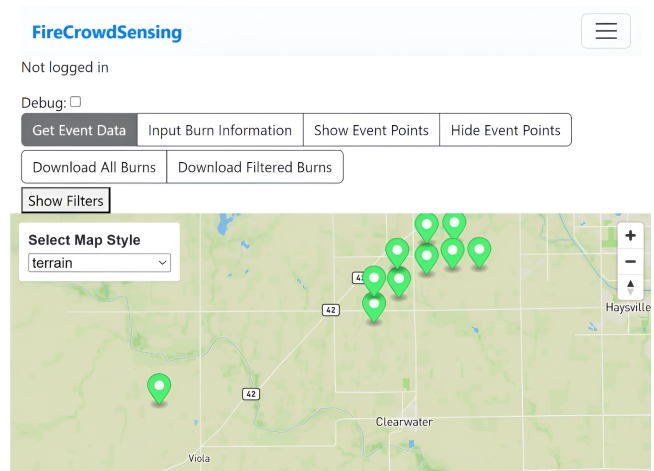 FireCrowdSensing
Not logged in
Debug:
Get Event Data Input Burn Information Show Event Points Hide Event Points
Download All Burns Download Filtered Burns
Show Filters
Select Map Style
terrain
42
Haysville
42
Clearwater
Viola